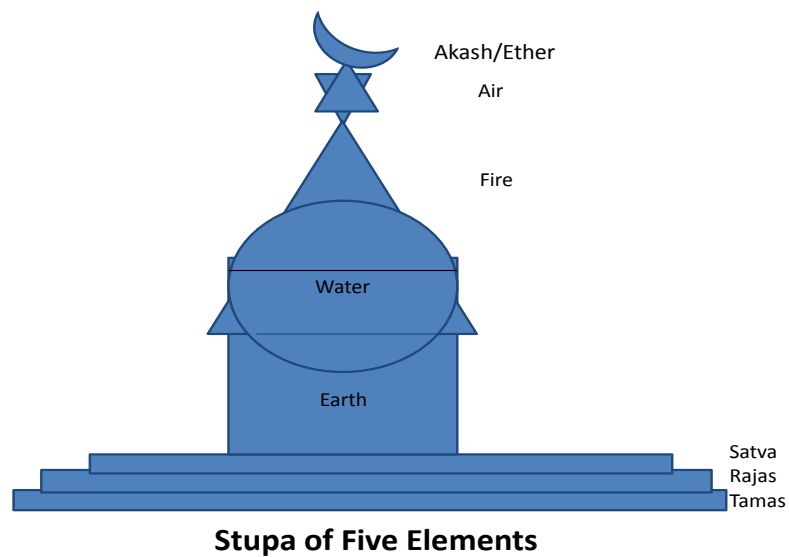 Akash/Ether
Air
Fire
Water
Earth
Satva
Rajas
Tamas
Stupa of Five Elements